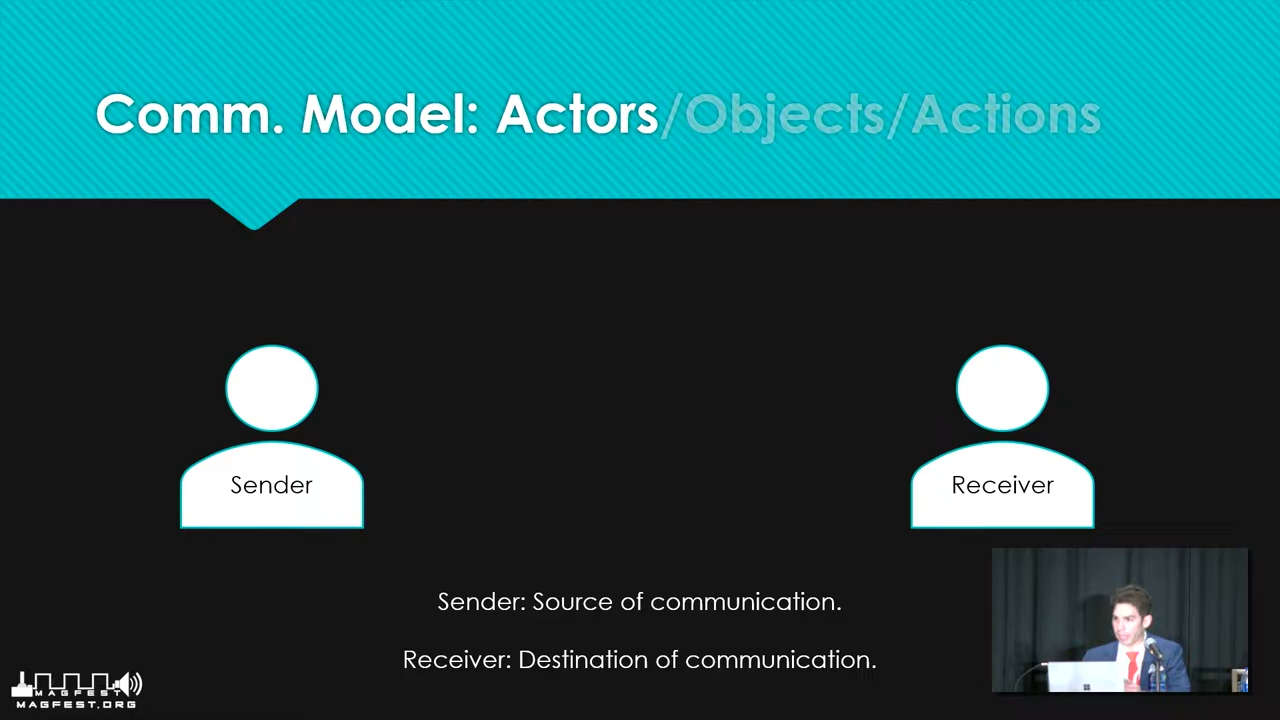 Comm. Model: Actors/Objects/Actions
Sender
Receiver
Sender: Source of communication.
Receiver: Destination of communication.
MAGFEST
MAGFEST.ORG